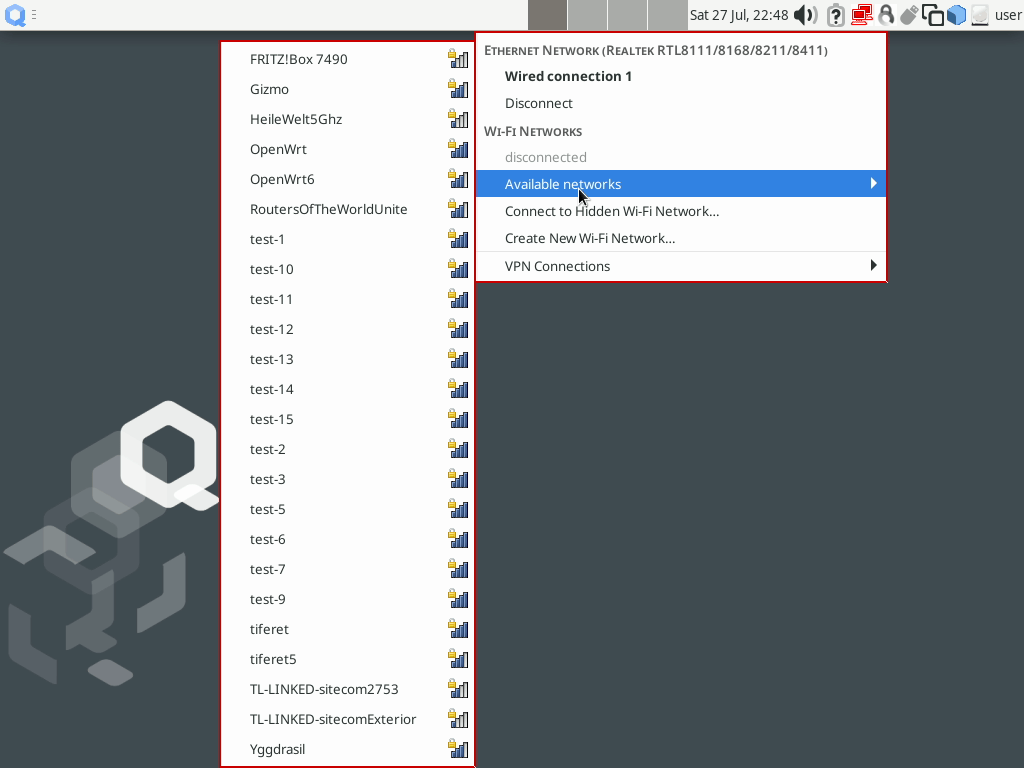 Sat 27 Jul, 22:48
user
ETHERNET NETWORK (REALTEK RTL8111/8168/8211/8411)
Wired connection 1
Disconnect
WI-FI NETWORKS
disconnected
Available networks
Connect to Hidden Wi-Fi Network...
Create New Wi-Fi Network...
VPN Connections
FRITZ!Box 7490
Gizmo
HeileWelt5Ghz
OpenWrt
OpenWrt6
RoutersOfTheWorldUnite
test-1
test-10
test-11
test-12
test-13
test-14
test-15
test-2
test-3
test-5
test-6
test-7
test-9
tiferet
tiferet5
TL-LINKED-sitecom2753
TL-LINKED-sitecomExterior
Yggdrasil